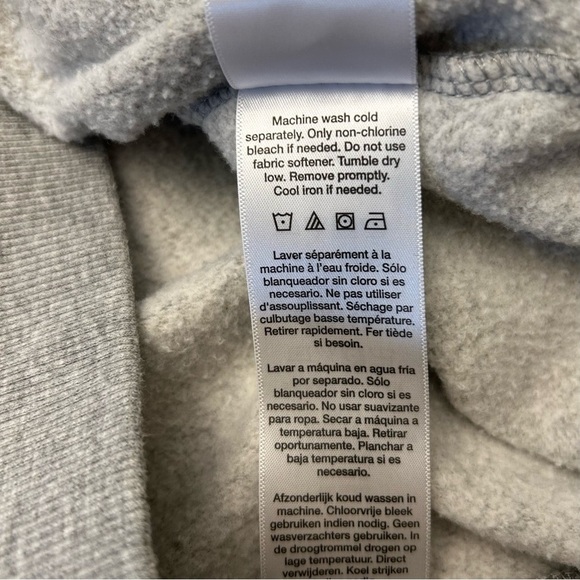 Machine wash cold
separately. Only non-chlorine
bleach if needed. Do not use
fabric softener. Tumble dry
low. Remove promptly.
Cool iron if needed.
Laver séparément à la
machine à l'eau froide. Sólo
blanqueador sin cloro si es
necesario. Ne pas utiliser
d'assouplissant. Séchage par
culbutage basse température.
Retirer rapidement. Fer tiède
si besoin.
Lavar a máquina en agua fría
por separado. Sólo
blanqueador sin cloro si es
necesario. No usar suavizante
para ropa. Secar a máquina a
temperatura baja. Retirar
oportunamente. Planchar a
baja temperatura si es
necesario.
Afzonderlijk koud wassen in
machine. Chloorvrije bleek
gebruiken indien nodig. Geen
wasverzachters gebruiken. In
de droogtrommel drogen op
lage temperatuur. Direct
verwijderen. Koel strijken